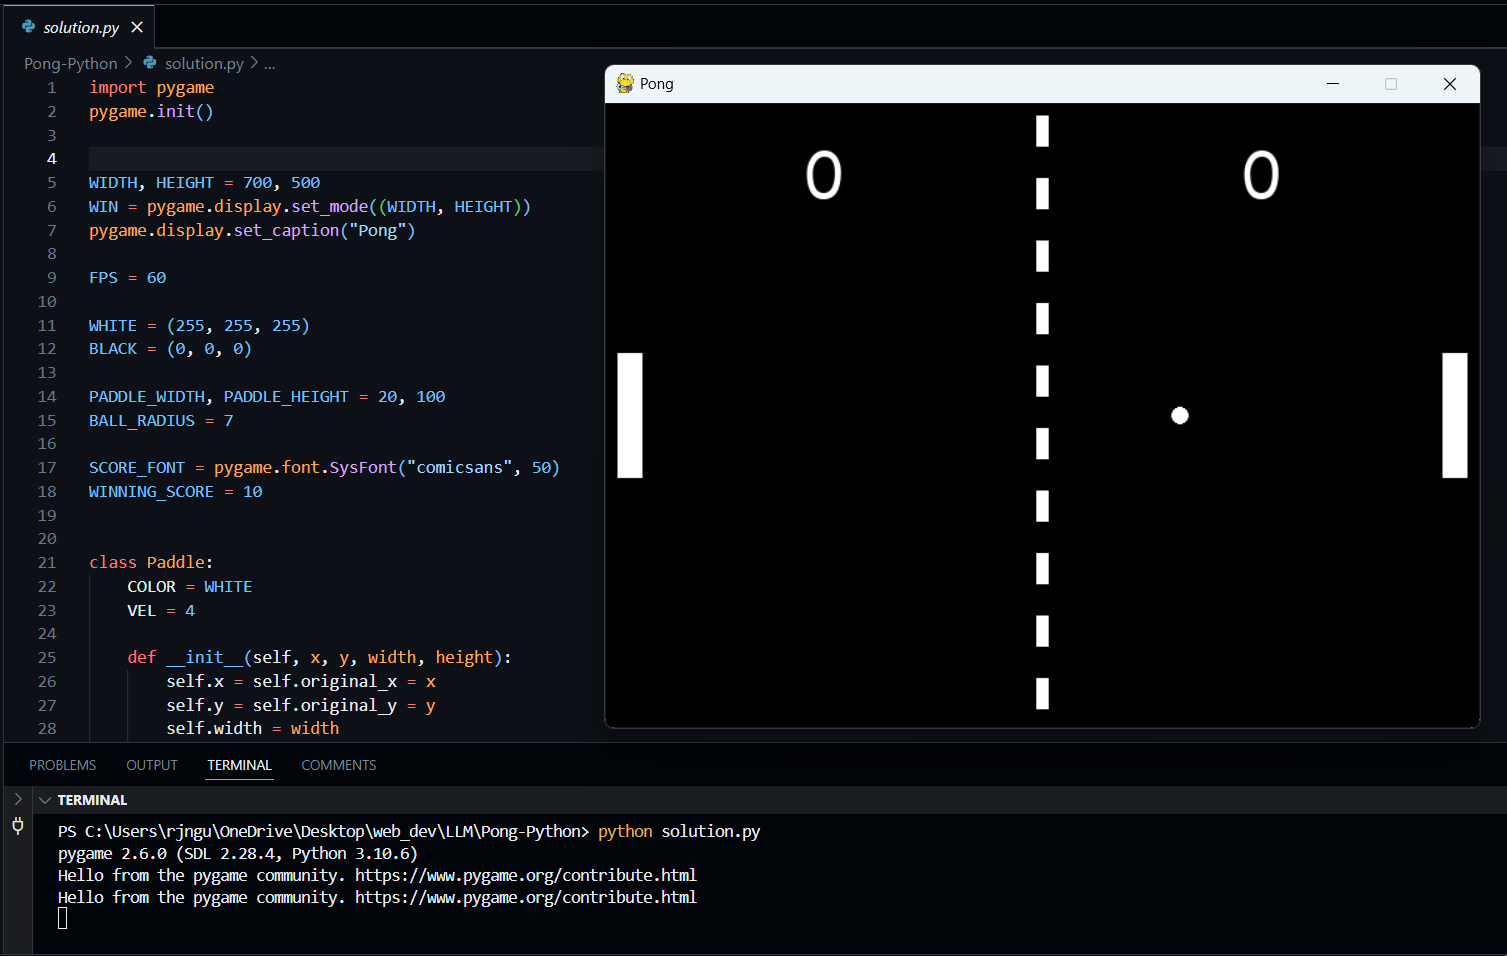 solution.py
Pong-Python > solution.py > ...
1 import pygame
2 pygame.init()
3
4
5 WIDTH, HEIGHT = 700, 500
6 WIN = pygame.display.set_mode((WIDTH, HEIGHT))
7 pygame.display.set_caption("Pong")
8
9 FPS = 60
10
11 WHITE = (255, 255, 255)
12 BLACK = (0, 0, 0)
13
14 PADDLE_WIDTH, PADDLE_HEIGHT = 20, 100
15 BALL_RADIUS = 7
16
17 SCORE_FONT = pygame.font.SysFont("comicsans", 50)
18 WINNING_SCORE = 10
19
20
21 class Paddle:
22     COLOR = WHITE
23     VEL = 4
24
25     def __init__(self, x, y, width, height):
26         self.x = self.original_x = x
27         self.y = self.original_y = y
28         self.width = width
Pong
0 0
PROBLEMS OUTPUT TERMINAL COMMENTS
TERMINAL
PS C:\Users\rjngu\OneDrive\Desktop\web_dev\LLM\Pong-Python> python solution.py
pygame 2.6.0 (SDL 2.28.4, Python 3.10.6)
Hello from the pygame community. https://www.pygame.org/contribute.html
Hello from the pygame community. https://www.pygame.org/contribute.html